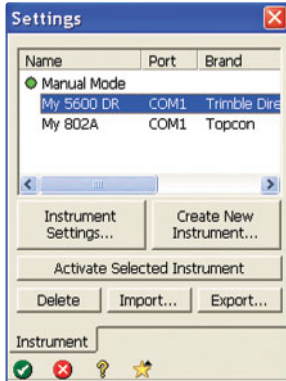 Settings
Name Port Brand
Manual Mode
My 5600 DR COM1 Trimble Dire
My 802A COM1 Topcon
Instrument Settings...
Create New Instrument...
Activate Selected Instrument
Delete Import... Export...
Instrument